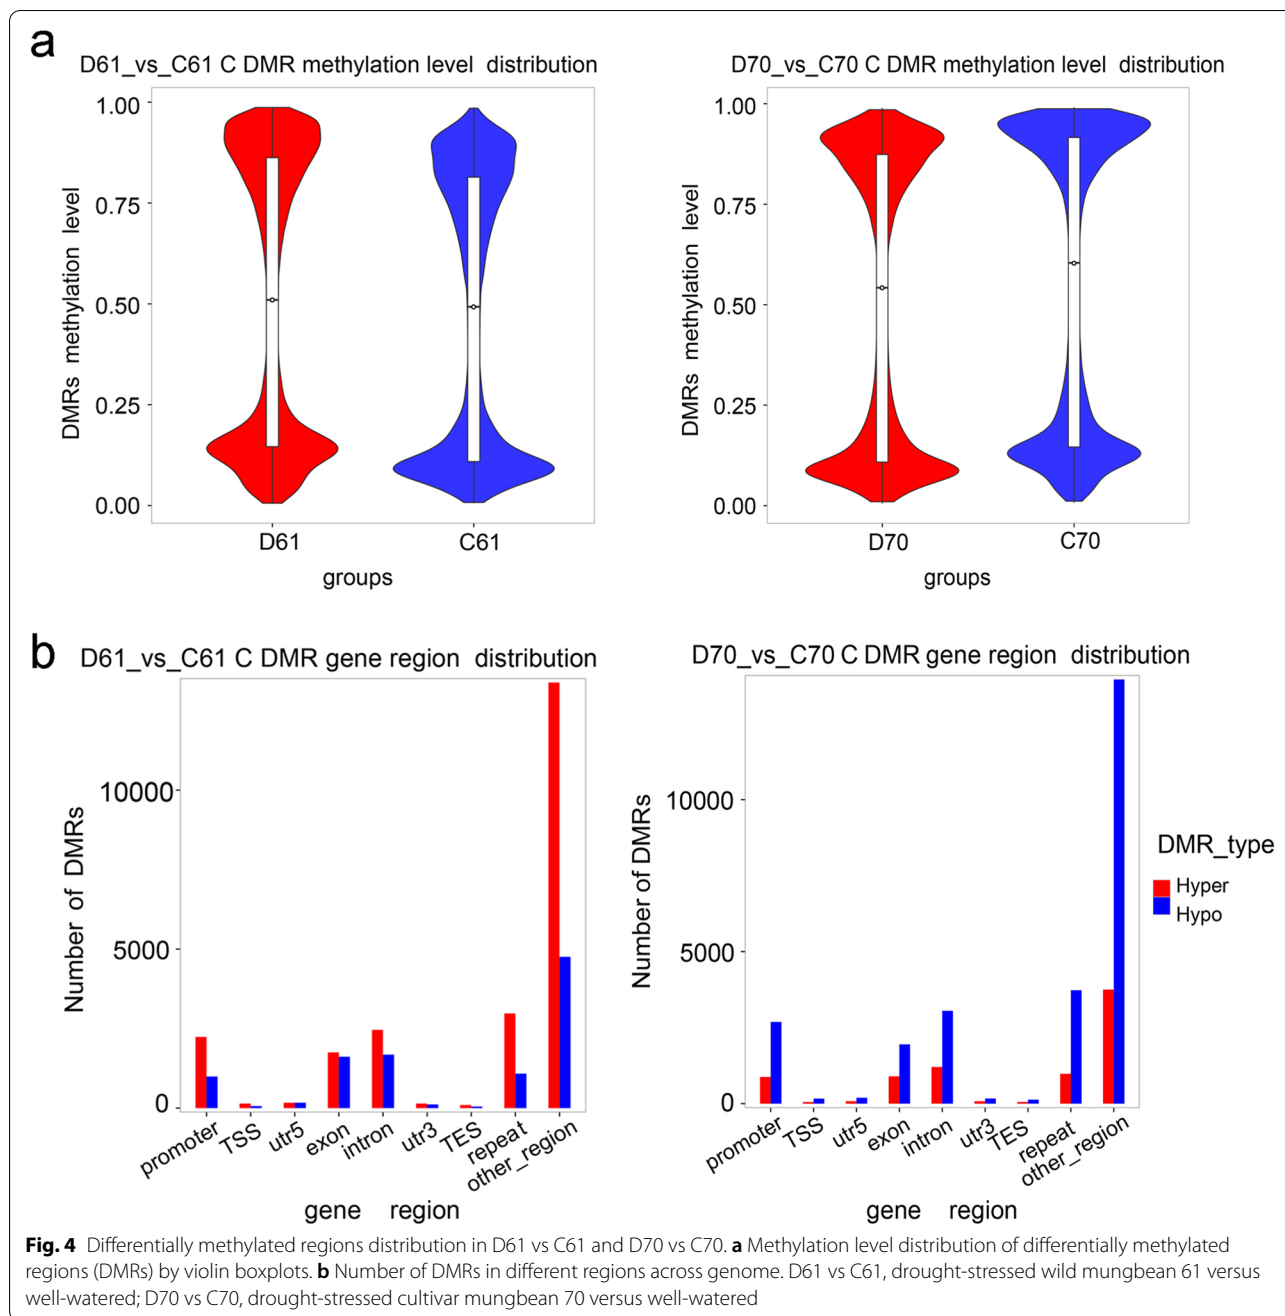 a
D61_vs_C61 C DMR methylation level distribution
1.00
0.75
0.50
0.25
0.00
DMRs methylation level
D61
C61
groups
D70_vs_C70 C DMR methylation level distribution
1.00
0.75
0.50
0.25
0.00
DMRs methylation level
D70
C70
groups
b
D61_vs_C61 C DMR gene region distribution
10000
5000
0
Number of DMRs
promoter
TSS
utr5
exon
intron
utr3
TES
repeat
other_region
gene region
D70_vs_C70 C DMR gene region distribution
10000
5000
0
Number of DMRs
promoter
TSS
utr5
exon
intron
utr3
TES
repeat
other_region
gene region
DMR_type
Hyper
Hypo
Fig. 4 Differentially methylated regions distribution in D61 vs C61 and D70 vs C70. a Methylation level distribution of differentially methylated
regions (DMRs) by violin boxplots. b Number of DMRs in different regions across genome. D61 vs C61, drought-stressed wild mungbean 61 versus
well-watered; D70 vs C70, drought-stressed cultivar mungbean 70 versus well-watered